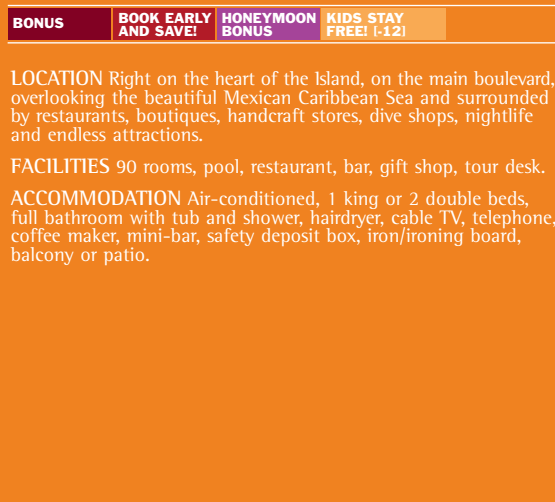 BONUS
BOOK EARLY
AND SAVE!
HONEYMOON
BONUS
KIDS STAY
FREE! [-12]
LOCATION Right on the heart of the Island, on the main boulevard,
overlooking the beautiful Mexican Caribbean Sea and surrounded
by restaurants, boutiques, handcraft stores, dive shops, nightlife
and endless attractions.
FACILITIES 90 rooms, pool, restaurant, bar, gift shop, tour desk.
ACCOMMODATION Air-conditioned, 1 king or 2 double beds,
full bathroom with tub and shower, hairdryer, cable TV, telephone,
coffee maker, mini-bar, safety deposit box, iron/ironing board,
balcony or patio.